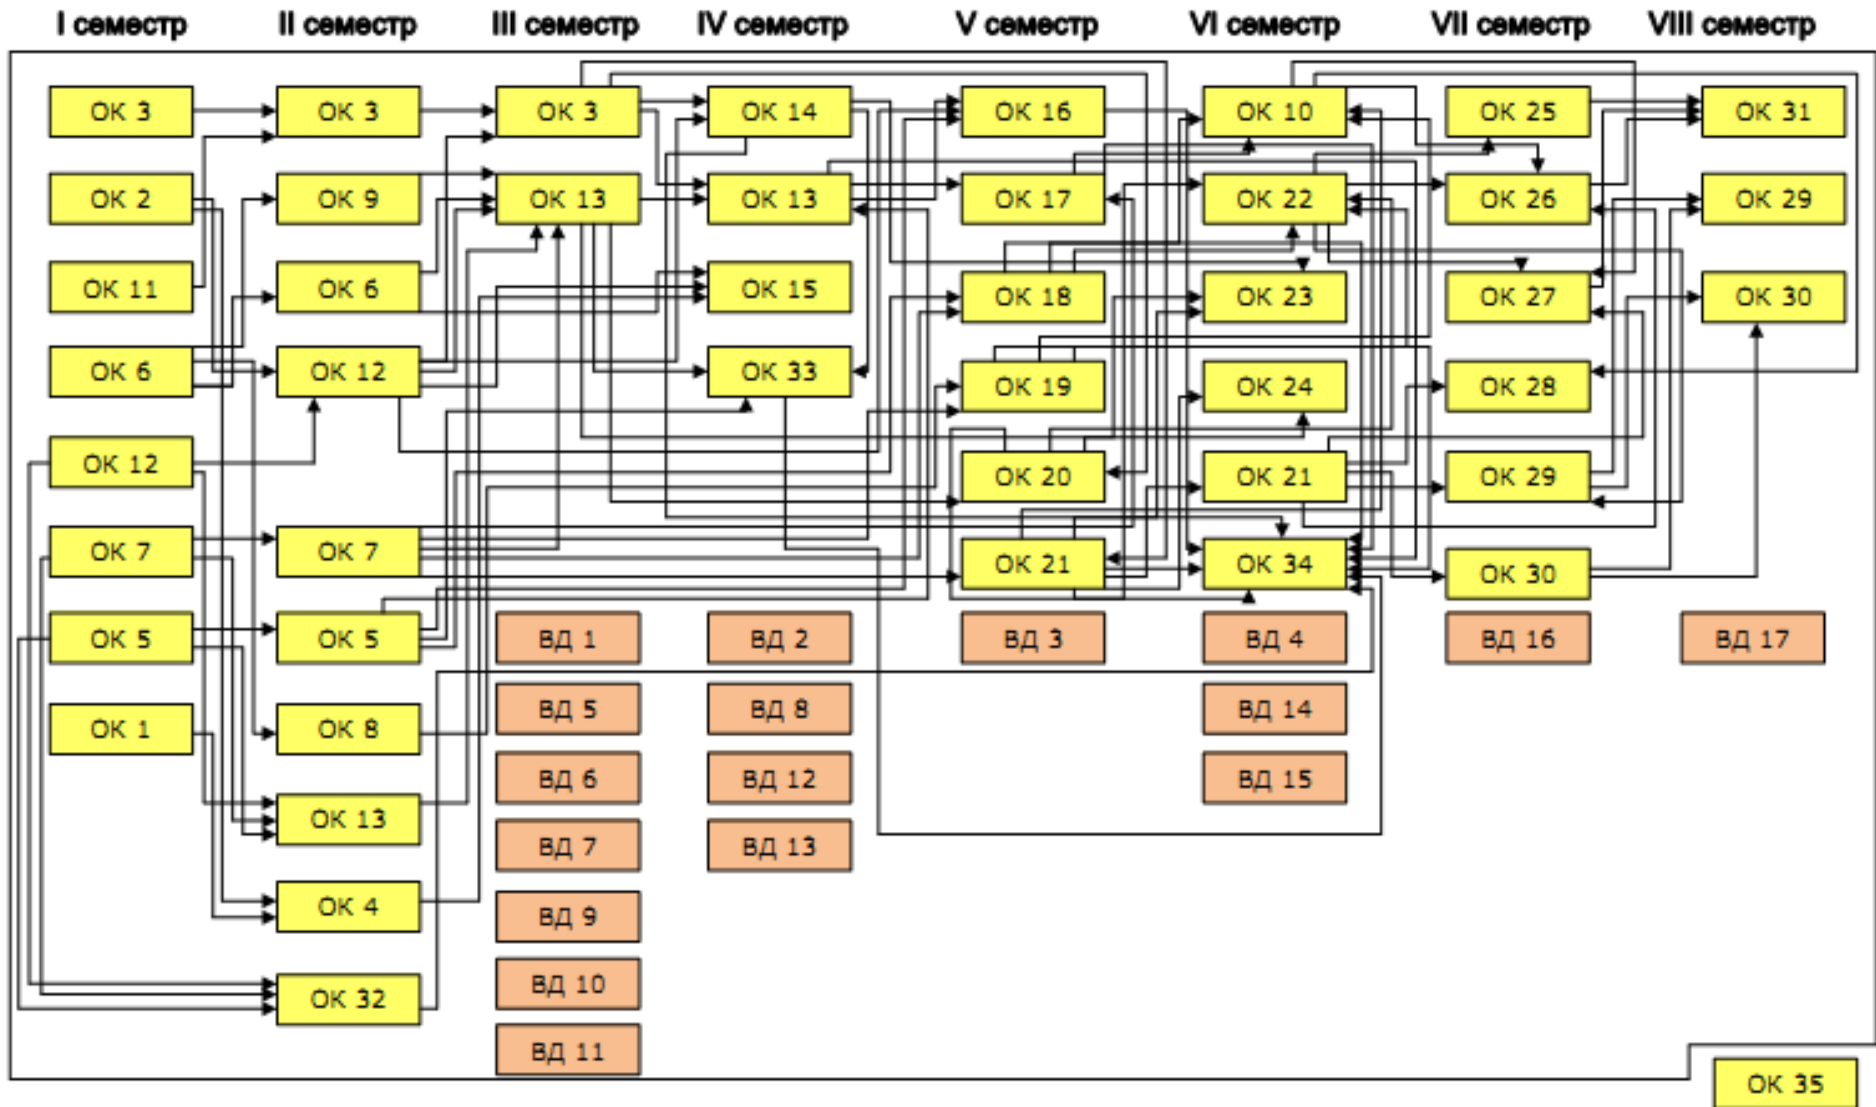 I семестр II семестр III семестр IV семестр V семестр VI семестр VII семестр VIII семестр
ОК 3 ОК 3 ОК 3 ОК 14 ОК 16 ОК 10 ОК 25 ОК 31
ОК 2 ОК 9 ОК 13 ОК 13 ОК 17 ОК 22 ОК 26 ОК 29
ОК 11 ОК 6 ОК 15 ОК 18 ОК 23 ОК 27 ОК 30
ОК 6 ОК 12 ОК 33 ОК 19 ОК 24 ОК 28
ОК 12 ОК 20 ОК 21 ОК 29
ОК 7 ОК 7 ОК 21 ОК 34 ОК 30
ОК 5 ОК 5 ВД 1 ВД 2 ВД 3 ВД 4 ВД 16 ВД 17
ОК 1 ОК 8 ВД 5 ВД 8 ВД 14
ВД 6 ВД 12 ВД 15
ОК 13 ВД 7 ВД 13
ОК 4 ВД 9
ОК 32 ВД 10
ВД 11
ОК 35